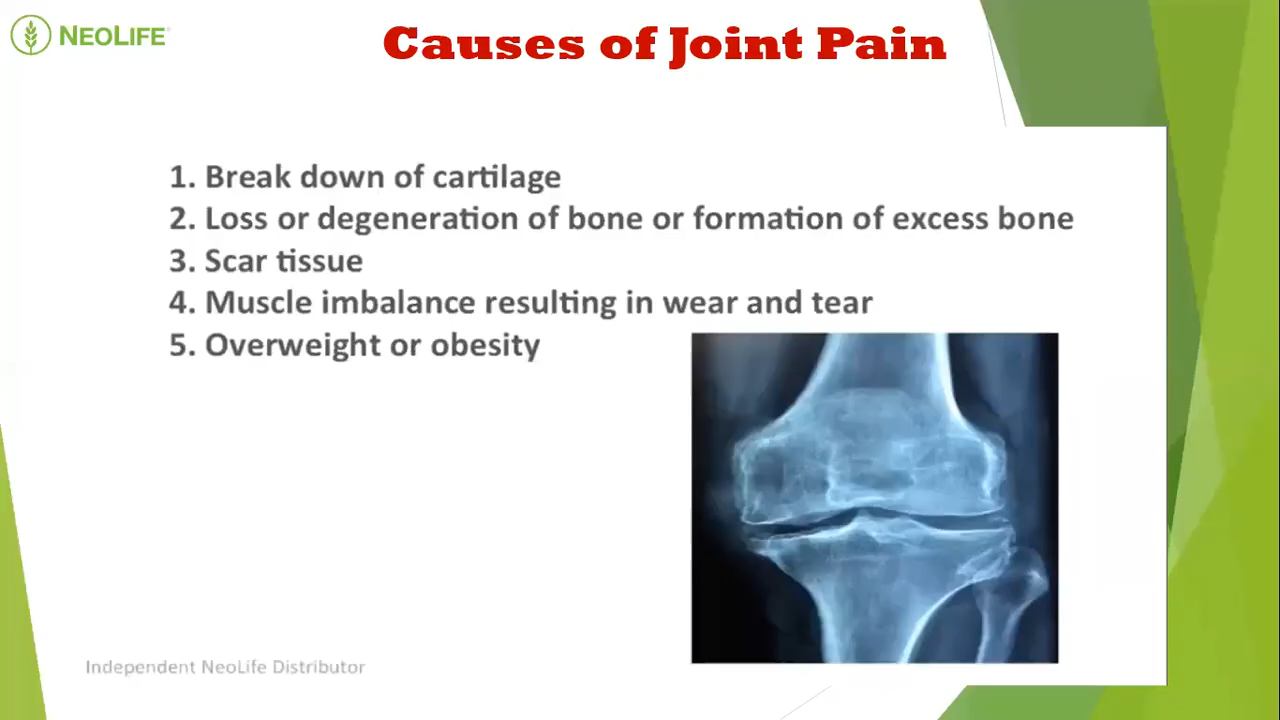 NEOLIFE
Causes of Joint Pain
1. Break down of cartilage
2. Loss or degeneration of bone or formation of excess bone
3. Scar tissue
4. Muscle imbalance resulting in wear and tear
5. Overweight or obesity
Independent NeoLife Distributor